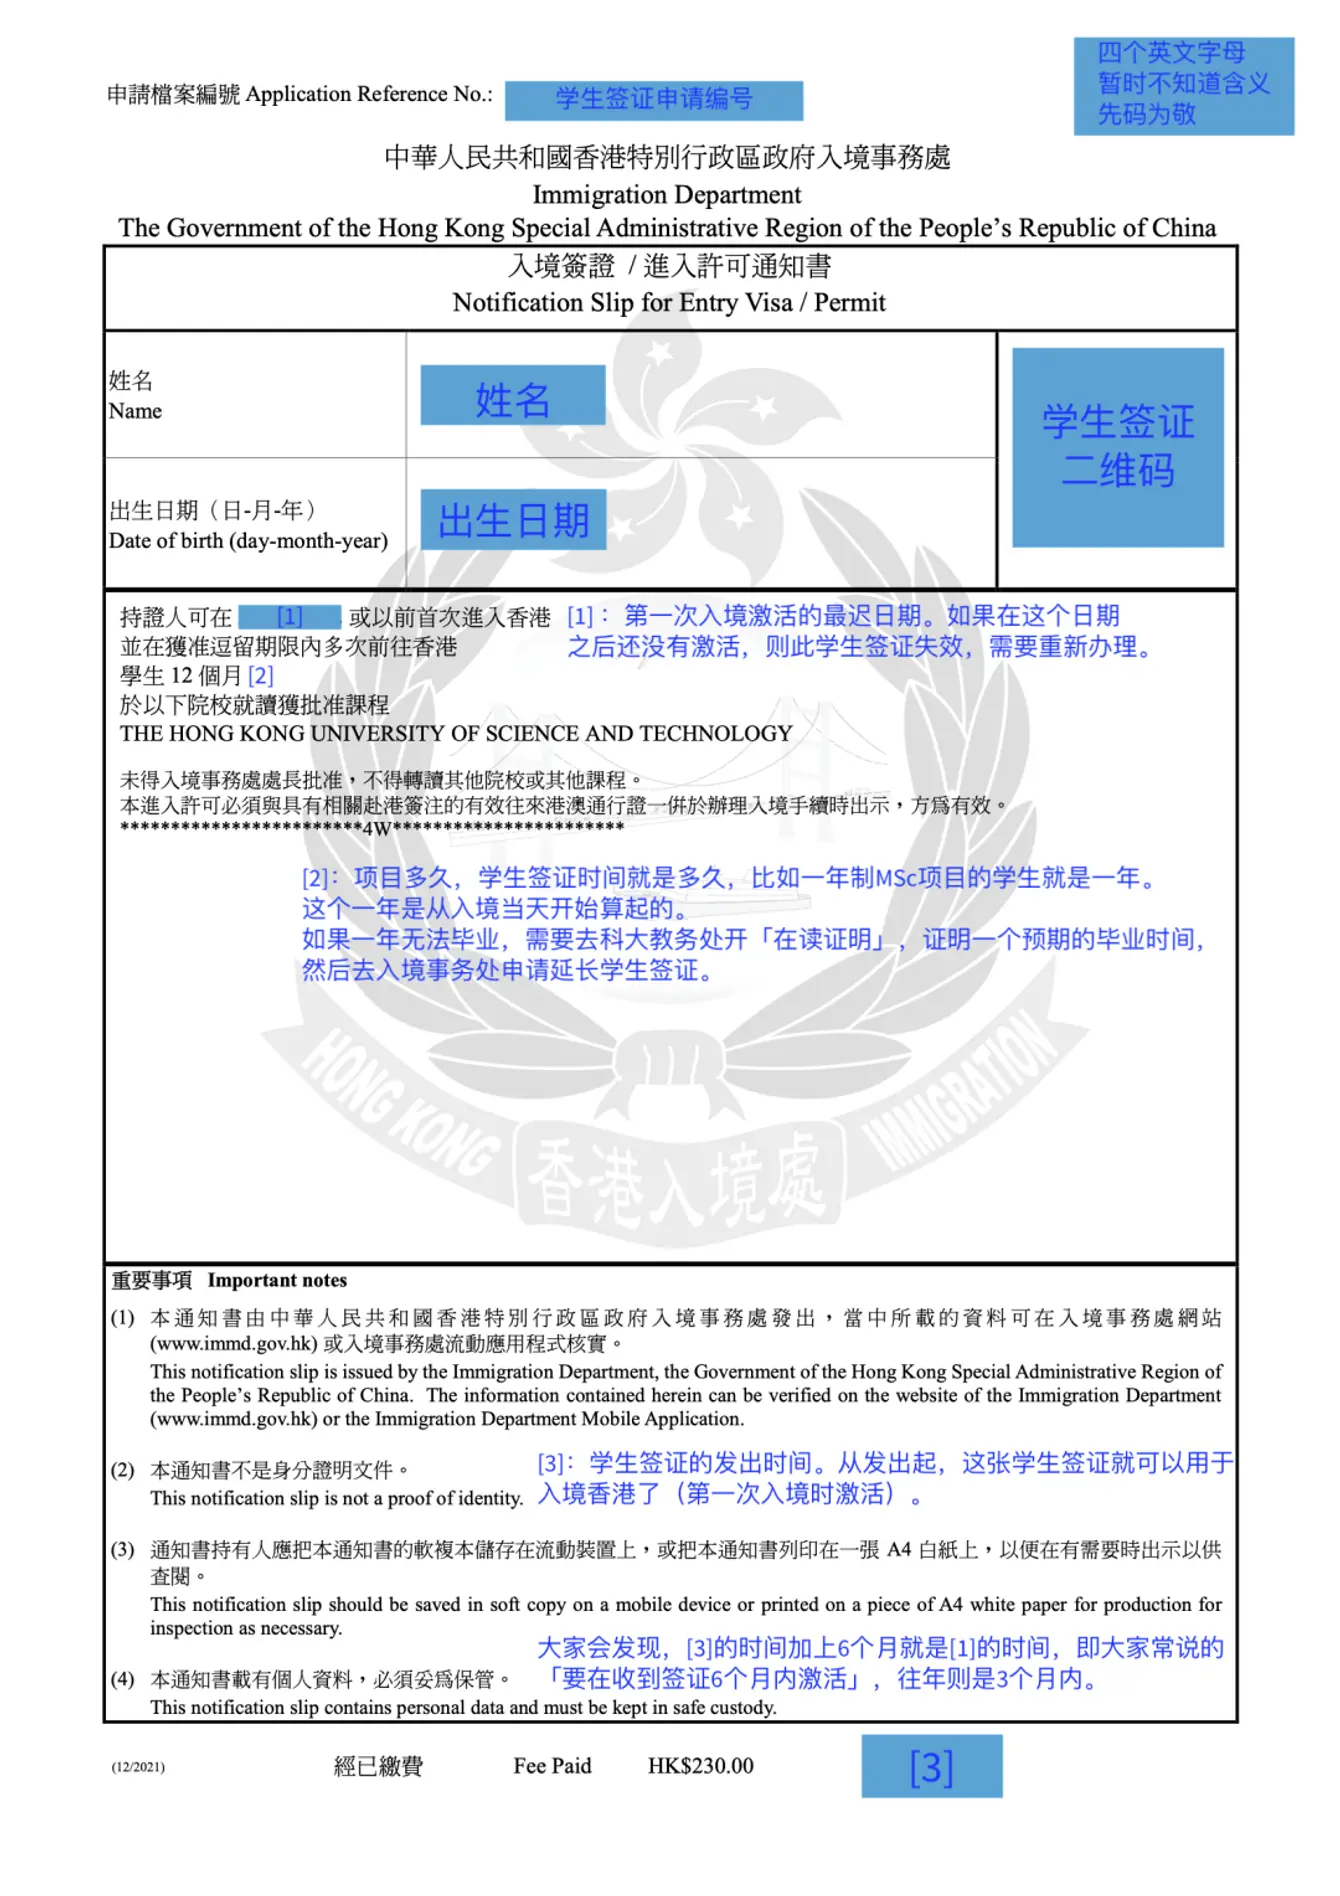 四个英文字母
暂时不知道含义
先码为敬
申請檔案編號 Application Reference No.: 学生签证申请编号
中華人民共和國香港特別行政區政府入境事務處
Immigration Department
The Government of the Hong Kong Special Administrative Region of the People's Republic of China
入境簽證 / 進入許可通知書
Notification Slip for Entry Visa / Permit
姓名
Name
姓名
学生签证
二维码
出生日期（日-月-年）
Date of birth (day-month-year)
出生日期
持證人可在 [1] 或以前首次進入香港
並在獲准逗留期限內多次前往香港
學生 12 個月 [2]
於以下院校就讀獲批准課程
THE HONG KONG UNIVERSITY OF SCIENCE AND TECHNOLOGY
[1]：第一次入境激活的最迟日期。如果在这个日期
之后还没有激活，则此学生签证失效，需要重新办理。
未得入境事務處處長批准，不得轉讀其他院校或其他課程。
本進入許可必須與具有相關赴港簽注的有效往來港澳通行證一併於辦理入境手續時出示，方爲有效。
************************4W***********************
[2]：项目多久，学生签证时间就是多久，比如一年制MSc项目的学生就是一年。
这个一年是从入境当天开始算起的。
如果一年无法毕业，需要去科大教务处开「在读证明」，证明一个预期的毕业时间，
然后去入境事务处申请延长学生签证。
HONG KONG
香港入境處
IMMIGRATION
重要事項 Important notes
(1) 本通知書由中華人民共和國香港特別行政區政府入境事務處發出，當中所載的資料可在入境事務處網站
(www.immd.gov.hk) 或入境事務處流動應用程式核實。
This notification slip is issued by the Immigration Department, the Government of the Hong Kong Special Administrative Region of
the People's Republic of China. The information contained herein can be verified on the website of the Immigration Department
(www.immd.gov.hk) or the Immigration Department Mobile Application.
(2) 本通知書不是身分證明文件。
This notification slip is not a proof of identity.
[3]：学生签证的发出时间。从发出起，这张学生签证就可以用于
入境香港了（第一次入境时激活）。
(3) 通知書持有人應把本通知書的軟複本儲存在流動裝置上，或把本通知書列印在一張 A4 白紙上，以便在有需要時出示以供
查閱。
This notification slip should be saved in soft copy on a mobile device or printed on a piece of A4 white paper for production for
inspection as necessary.
大家会发现，[3]的时间加上6个月就是[1]的时间，即大家常说的
「要在收到签证6个月内激活」，往年则是3个月内。
(4) 本通知書載有個人資料，必須妥爲保管。
This notification slip contains personal data and must be kept in safe custody.
(12/2021) 經已繳費 Fee Paid HK$230.00 [3]